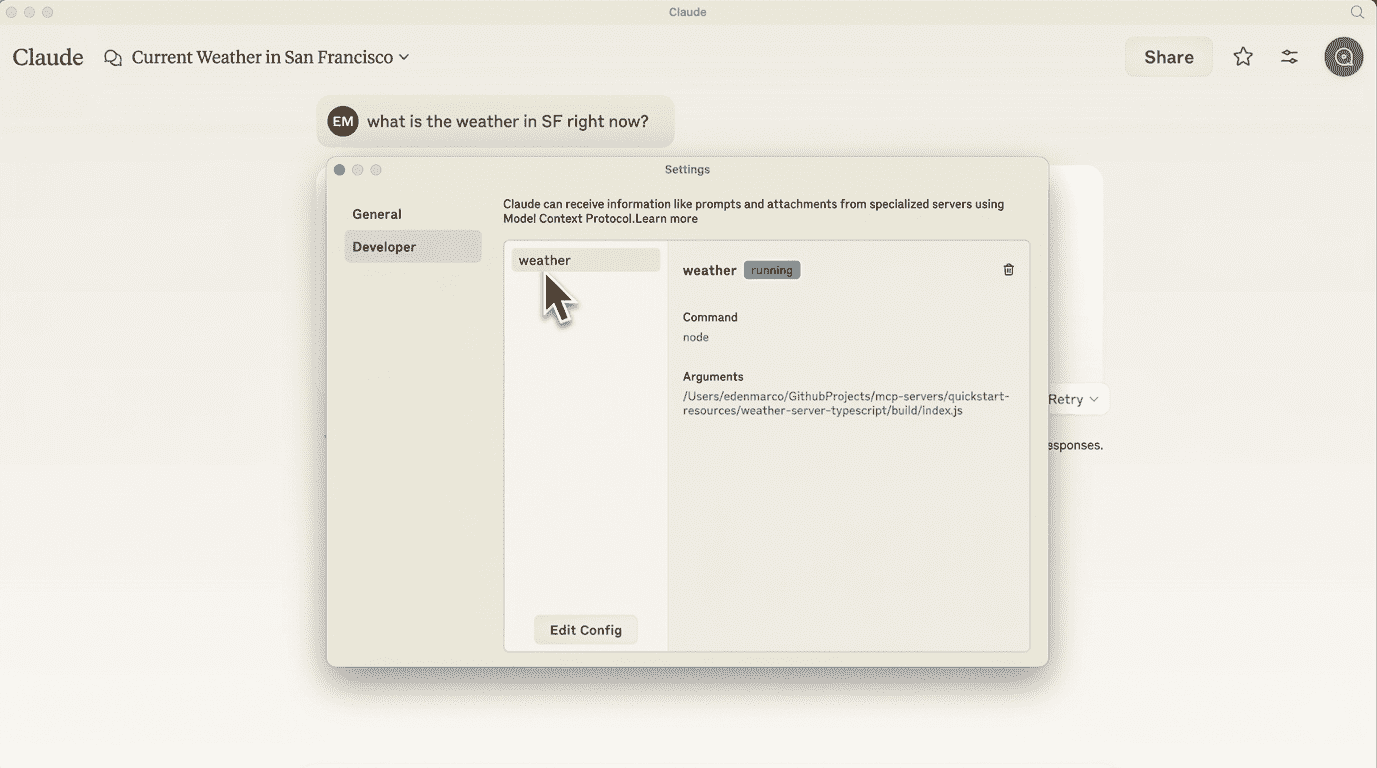 Claude
Claude
Current Weather in San Francisco
Share
EM
what is the weather in SF right now?
Settings
General
Developer
Claude can receive information like prompts and attachments from specialized servers using
Model Context Protocol.Learn more
weather
weather
running
Command
node
Arguments
/Users/edenmarco/GithubProjects/mcp-servers/quickstart-
resources/weather-server-typescript/build/index.js
Retry
esponses.
Edit Config